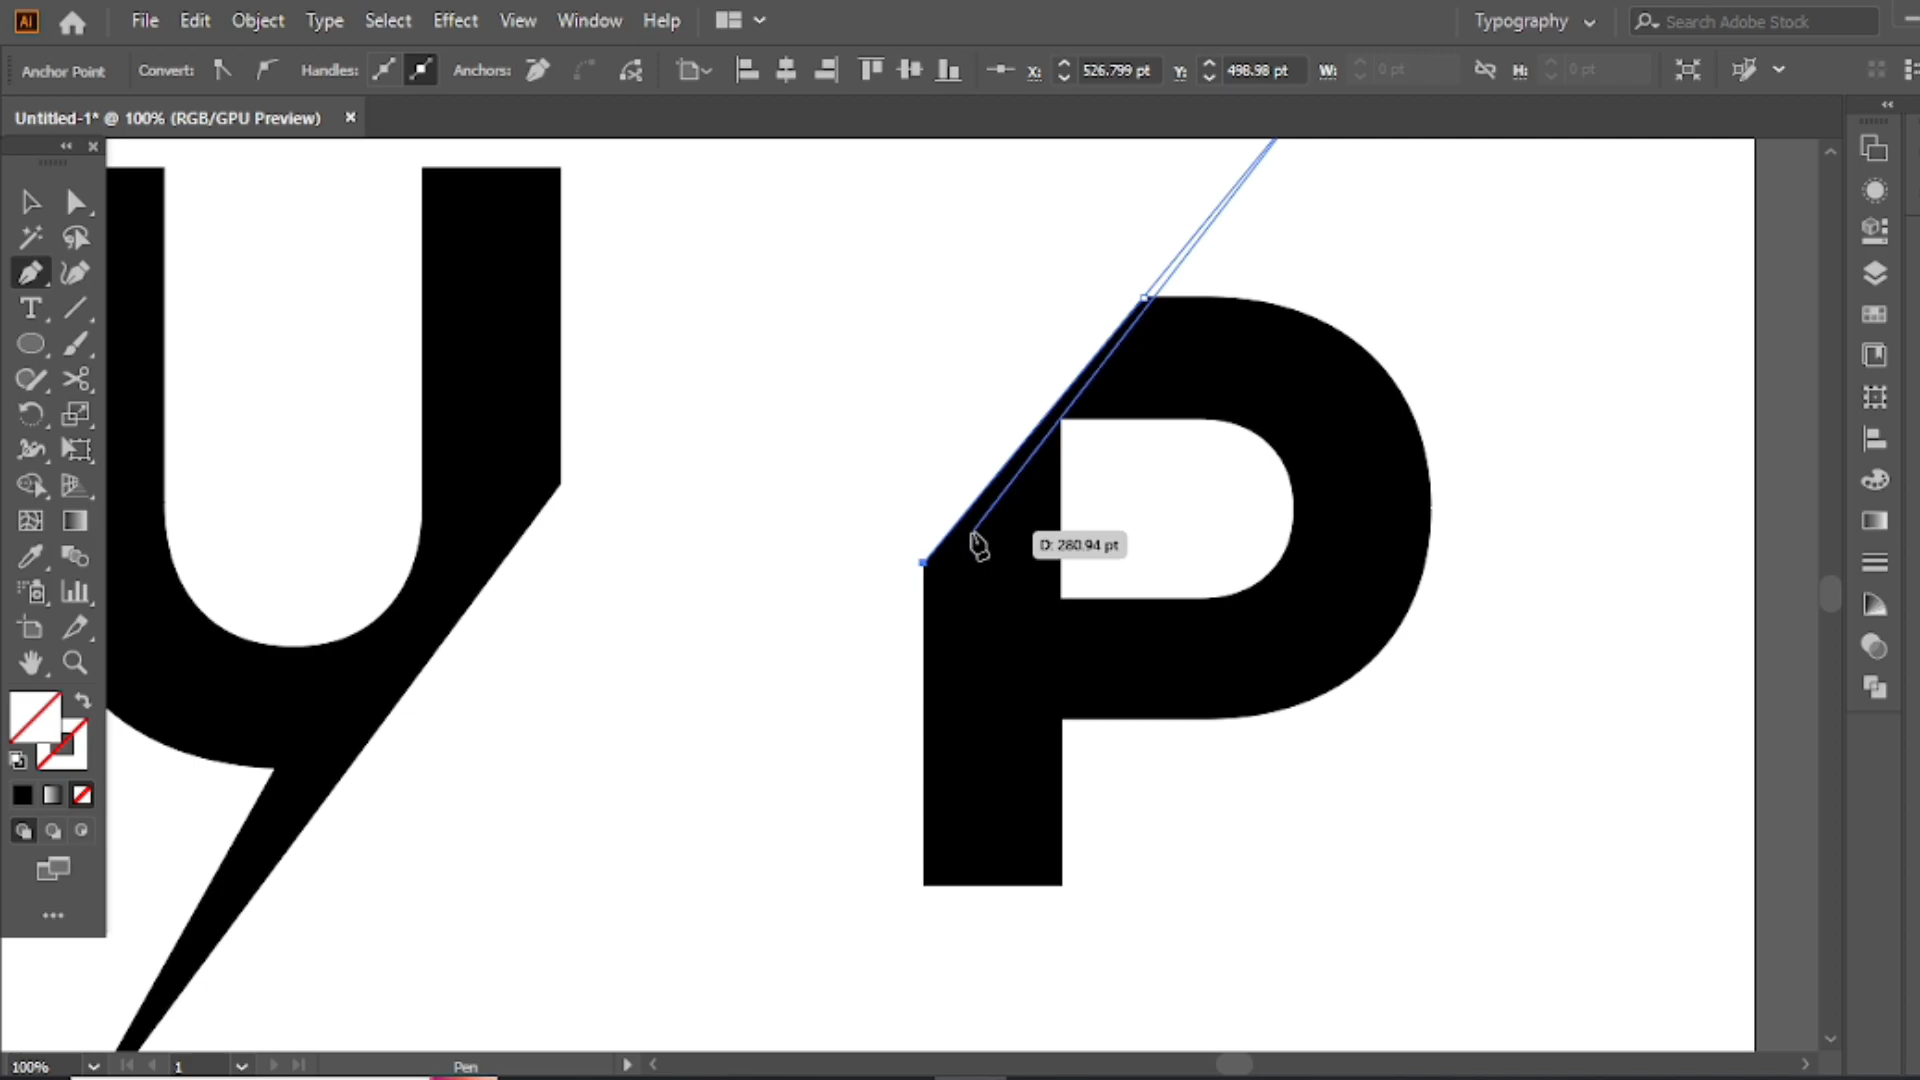 Ai File Edit Object Type Select Effect View Window Help Typography Search Adobe Stock
Anchor Point Convert: Handles: Anchors: X: 526.799 pt Y: 498.98 pt W: 0 pt H: 0 pt
Untitled-1* @ 100% (RGB/GPU Preview)
D: 280.94 pt
P
100% 1 Pen